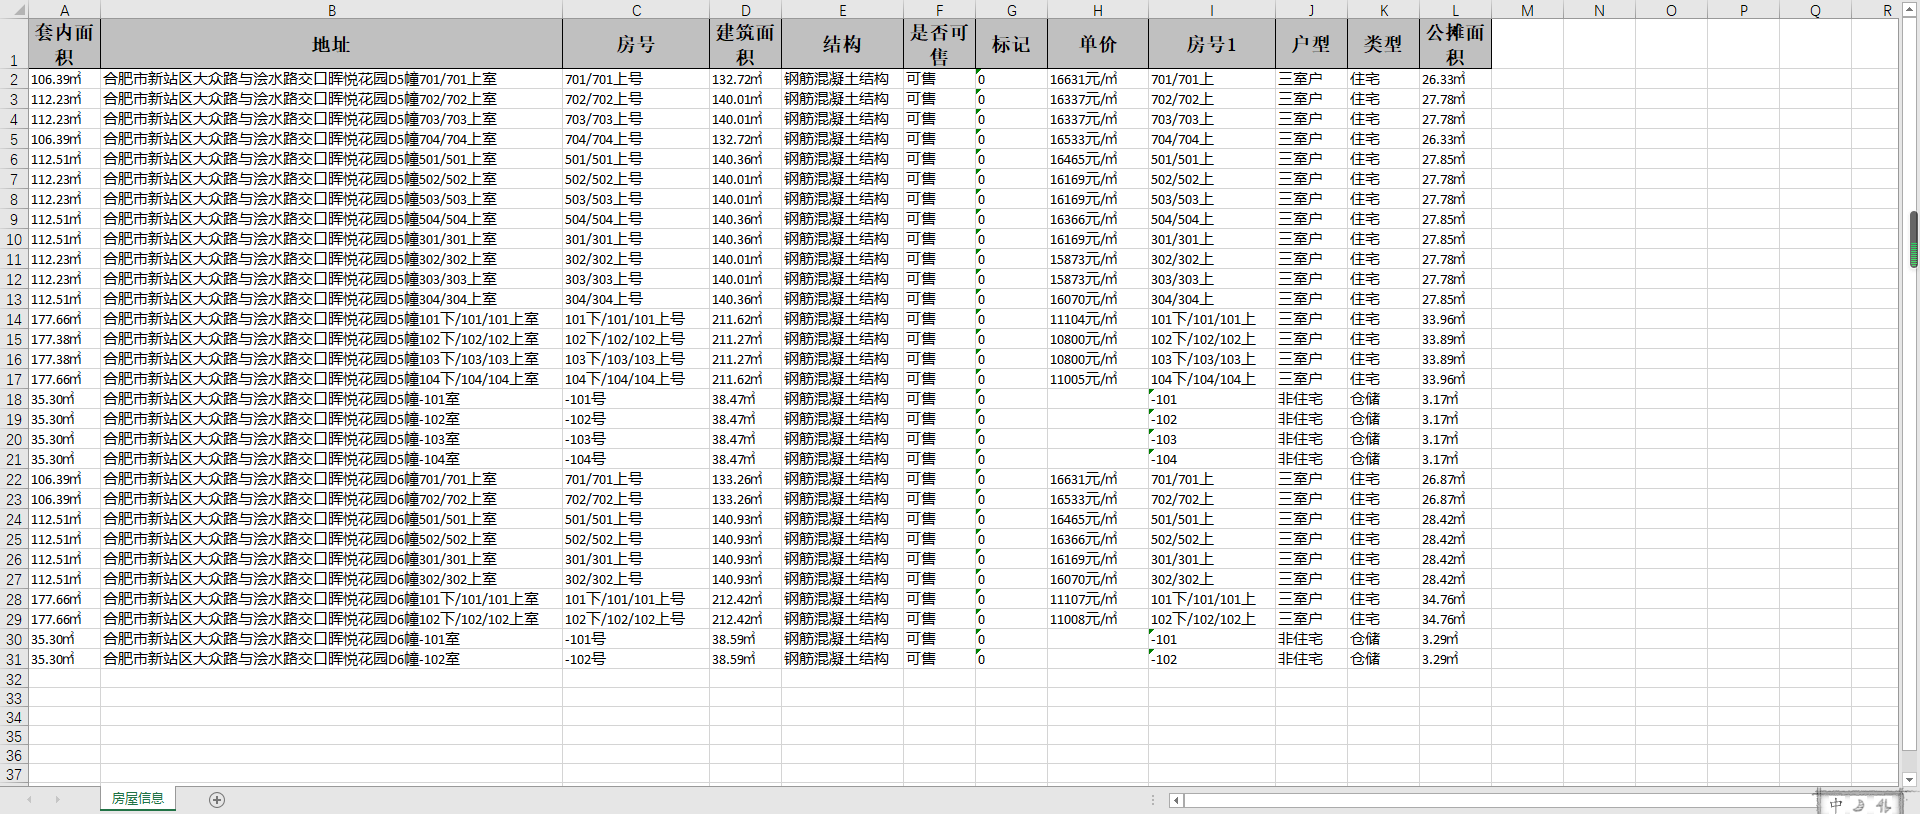 A B C D E F G H I J K L M N O P Q R
1 套内面积 地址 房号 建筑面积 结构 是否可售 标记 单价 房号1 户型 类型 公摊面积
2 106.39㎡ 合肥市新站区大众路与浍水路交口晖悦花园D5幢701/701上室 701/701上号 132.72㎡ 钢筋混凝土结构 可售 0 16631元/㎡ 701/701上 三室户 住宅 26.33㎡
3 112.23㎡ 合肥市新站区大众路与浍水路交口晖悦花园D5幢702/702上室 702/702上号 140.01㎡ 钢筋混凝土结构 可售 0 16337元/㎡ 702/702上 三室户 住宅 27.78㎡
4 112.23㎡ 合肥市新站区大众路与浍水路交口晖悦花园D5幢703/703上室 703/703上号 140.01㎡ 钢筋混凝土结构 可售 0 16337元/㎡ 703/703上 三室户 住宅 27.78㎡
5 106.39㎡ 合肥市新站区大众路与浍水路交口晖悦花园D5幢704/704上室 704/704上号 132.72㎡ 钢筋混凝土结构 可售 0 16533元/㎡ 704/704上 三室户 住宅 26.33㎡
6 112.51㎡ 合肥市新站区大众路与浍水路交口晖悦花园D5幢501/501上室 501/501上号 140.36㎡ 钢筋混凝土结构 可售 0 16465元/㎡ 501/501上 三室户 住宅 27.85㎡
7 112.23㎡ 合肥市新站区大众路与浍水路交口晖悦花园D5幢502/502上室 502/502上号 140.01㎡ 钢筋混凝土结构 可售 0 16169元/㎡ 502/502上 三室户 住宅 27.78㎡
8 112.23㎡ 合肥市新站区大众路与浍水路交口晖悦花园D5幢503/503上室 503/503上号 140.01㎡ 钢筋混凝土结构 可售 0 16169元/㎡ 503/503上 三室户 住宅 27.78㎡
9 112.51㎡ 合肥市新站区大众路与浍水路交口晖悦花园D5幢504/504上室 504/504上号 140.36㎡ 钢筋混凝土结构 可售 0 16366元/㎡ 504/504上 三室户 住宅 27.85㎡
10 112.51㎡ 合肥市新站区大众路与浍水路交口晖悦花园D5幢301/301上室 301/301上号 140.36㎡ 钢筋混凝土结构 可售 0 16169元/㎡ 301/301上 三室户 住宅 27.85㎡
11 112.23㎡ 合肥市新站区大众路与浍水路交口晖悦花园D5幢302/302上室 302/302上号 140.01㎡ 钢筋混凝土结构 可售 0 15873元/㎡ 302/302上 三室户 住宅 27.78㎡
12 112.23㎡ 合肥市新站区大众路与浍水路交口晖悦花园D5幢303/303上室 303/303上号 140.01㎡ 钢筋混凝土结构 可售 0 15873元/㎡ 303/303上 三室户 住宅 27.78㎡
13 112.51㎡ 合肥市新站区大众路与浍水路交口晖悦花园D5幢304/304上室 304/304上号 140.36㎡ 钢筋混凝土结构 可售 0 16070元/㎡ 304/304上 三室户 住宅 27.85㎡
14 177.66㎡ 合肥市新站区大众路与浍水路交口晖悦花园D5幢101下/101/101上室 101下/101/101上号 211.62㎡ 钢筋混凝土结构 可售 0 11104元/㎡ 101下/101/101上 三室户 住宅 33.96㎡
15 177.38㎡ 合肥市新站区大众路与浍水路交口晖悦花园D5幢102下/102/102上室 102下/102/102上号 211.27㎡ 钢筋混凝土结构 可售 0 10800元/㎡ 102下/102/102上 三室户 住宅 33.89㎡
16 177.38㎡ 合肥市新站区大众路与浍水路交口晖悦花园D5幢103下/103/103上室 103下/103/103上号 211.27㎡ 钢筋混凝土结构 可售 0 10800元/㎡ 103下/103/103上 三室户 住宅 33.89㎡
17 177.66㎡ 合肥市新站区大众路与浍水路交口晖悦花园D5幢104下/104/104上室 104下/104/104上号 211.62㎡ 钢筋混凝土结构 可售 0 11005元/㎡ 104下/104/104上 三室户 住宅 33.96㎡
18 35.30㎡ 合肥市新站区大众路与浍水路交口晖悦花园D5幢-101室 -101号 38.47㎡ 钢筋混凝土结构 可售 0 -101 非住宅 仓储 3.17㎡
19 35.30㎡ 合肥市新站区大众路与浍水路交口晖悦花园D5幢-102室 -102号 38.47㎡ 钢筋混凝土结构 可售 0 -102 非住宅 仓储 3.17㎡
20 35.30㎡ 合肥市新站区大众路与浍水路交口晖悦花园D5幢-103室 -103号 38.47㎡ 钢筋混凝土结构 可售 0 -103 非住宅 仓储 3.17㎡
21 35.30㎡ 合肥市新站区大众路与浍水路交口晖悦花园D5幢-104室 -104号 38.47㎡ 钢筋混凝土结构 可售 0 -104 非住宅 仓储 3.17㎡
22 106.39㎡ 合肥市新站区大众路与浍水路交口晖悦花园D6幢701/701上室 701/701上号 133.26㎡ 钢筋混凝土结构 可售 0 16631元/㎡ 701/701上 三室户 住宅 26.87㎡
23 106.39㎡ 合肥市新站区大众路与浍水路交口晖悦花园D6幢702/702上室 702/702上号 133.26㎡ 钢筋混凝土结构 可售 0 16533元/㎡ 702/702上 三室户 住宅 26.87㎡
24 112.51㎡ 合肥市新站区大众路与浍水路交口晖悦花园D6幢501/501上室 501/501上号 140.93㎡ 钢筋混凝土结构 可售 0 16465元/㎡ 501/501上 三室户 住宅 28.42㎡
25 112.51㎡ 合肥市新站区大众路与浍水路交口晖悦花园D6幢502/502上室 502/502上号 140.93㎡ 钢筋混凝土结构 可售 0 16366元/㎡ 502/502上 三室户 住宅 28.42㎡
26 112.51㎡ 合肥市新站区大众路与浍水路交口晖悦花园D6幢301/301上室 301/301上号 140.93㎡ 钢筋混凝土结构 可售 0 16169元/㎡ 301/301上 三室户 住宅 28.42㎡
27 112.51㎡ 合肥市新站区大众路与浍水路交口晖悦花园D6幢302/302上室 302/302上号 140.93㎡ 钢筋混凝土结构 可售 0 16070元/㎡ 302/302上 三室户 住宅 28.42㎡
28 177.66㎡ 合肥市新站区大众路与浍水路交口晖悦花园D6幢101下/101/101上室 101下/101/101上号 212.42㎡ 钢筋混凝土结构 可售 0 11107元/㎡ 101下/101/101上 三室户 住宅 34.76㎡
29 177.66㎡ 合肥市新站区大众路与浍水路交口晖悦花园D6幢102下/102/102上室 102下/102/102上号 212.42㎡ 钢筋混凝土结构 可售 0 11008元/㎡ 102下/102/102上 三室户 住宅 34.76㎡
30 35.30㎡ 合肥市新站区大众路与浍水路交口晖悦花园D6幢-101室 -101号 38.59㎡ 钢筋混凝土结构 可售 0 -101 非住宅 仓储 3.29㎡
31 35.30㎡ 合肥市新站区大众路与浍水路交口晖悦花园D6幢-102室 -102号 38.59㎡ 钢筋混凝土结构 可售 0 -102 非住宅 仓储 3.29㎡
32
33
34
35
36
37
房屋信息
中